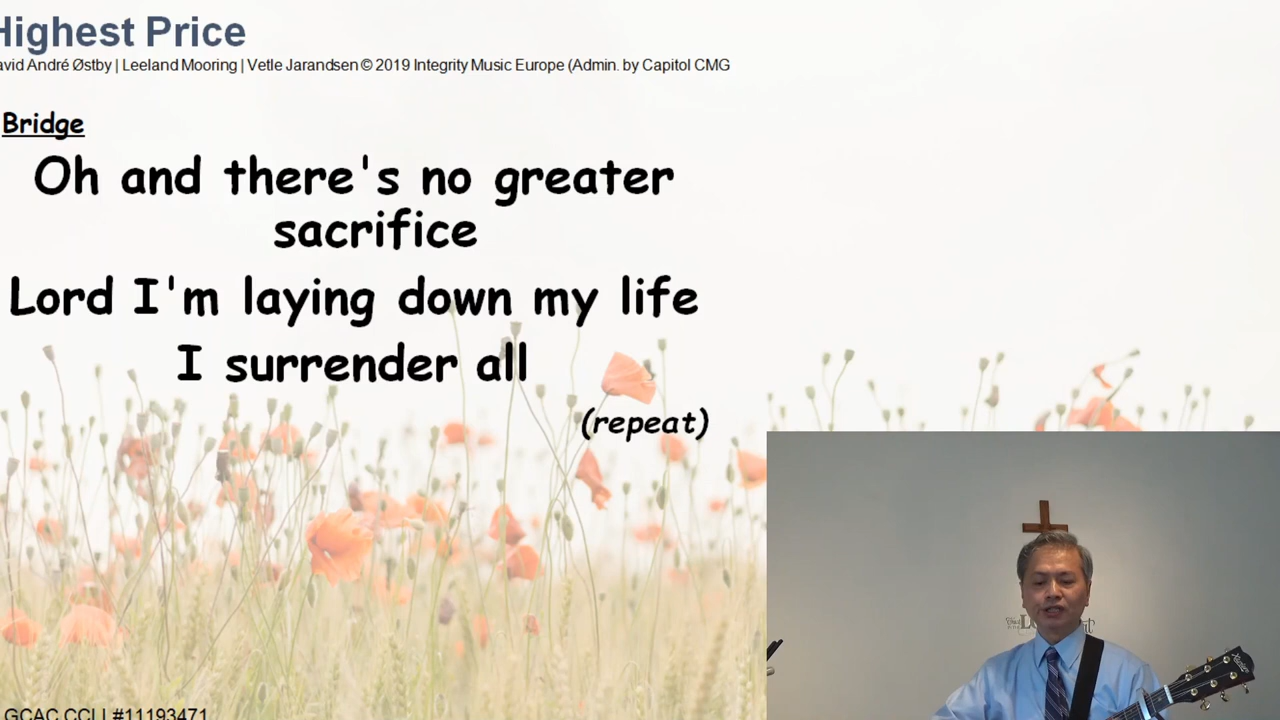 Highest Price
avid André Østby | Leeland Mooring | Vetle Jarandsen © 2019 Integrity Music Europe (Admin. by Capitol CMG
Bridge
Oh and there's no greater
sacrifice
Lord I'm laying down my life
I surrender all
(repeat)
GCAC CCLI #11193471